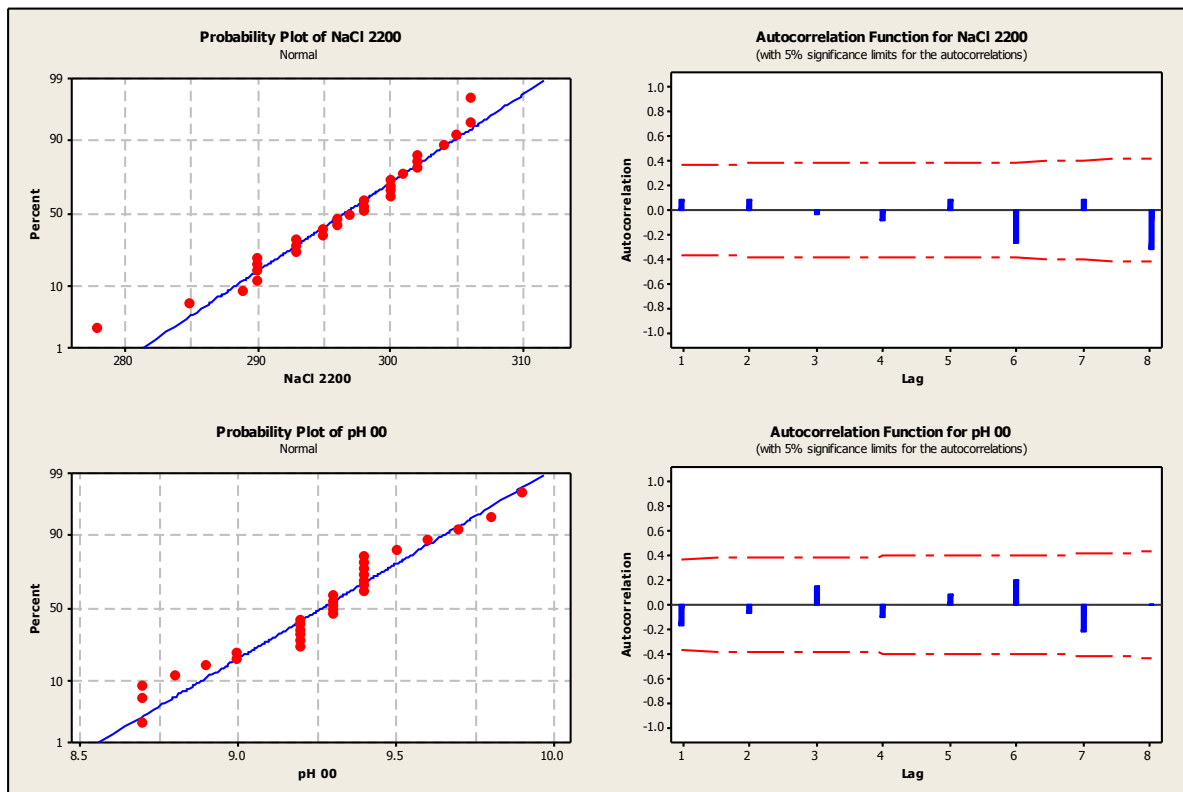 Probability Plot of NaCl 2200
Normal
99
90
50
10
1
Percent
280 290 300 310
NaCl 2200
Autocorrelation Function for NaCl 2200
(with 5% significance limits for the autocorrelations)
1.0
0.8
0.6
0.4
0.2
0.0
-0.2
-0.4
-0.6
-0.8
-1.0
Autocorrelation
1 2 3 4 5 6 7 8
Lag
Probability Plot of pH 00
Normal
99
90
50
10
1
Percent
8.5 9.0 9.5 10.0
pH 00
Autocorrelation Function for pH 00
(with 5% significance limits for the autocorrelations)
1.0
0.8
0.6
0.4
0.2
0.0
-0.2
-0.4
-0.6
-0.8
-1.0
Autocorrelation
1 2 3 4 5 6 7 8
Lag